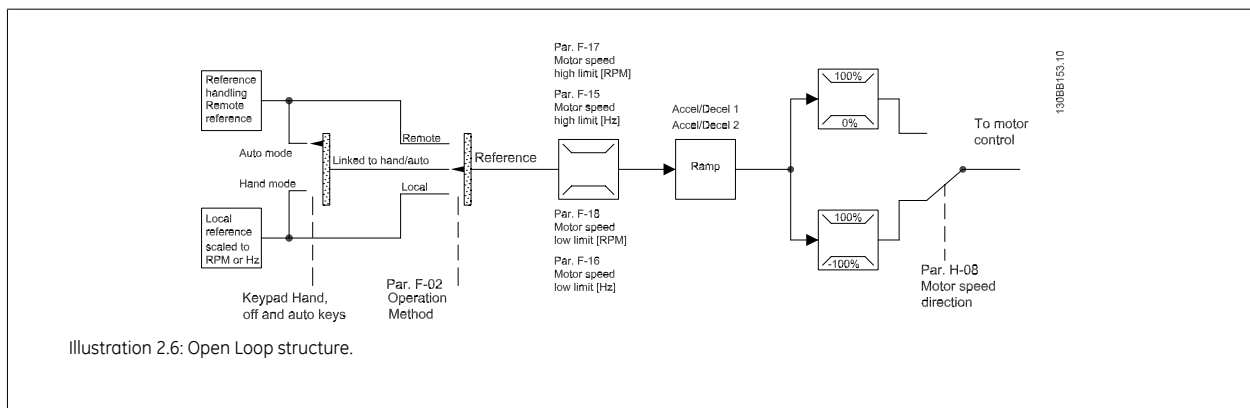 Reference
handling
Remote
reference
Auto mode
Hand mode
Local
reference
scaled to
RPM or Hz
Linked to hand/auto
Remote
Local
Keypad Hand,
off and auto keys
Par. F-02
Operation
Method
Reference
Par. F-17
Motor speed
high limit [RPM]
Par. F-15
Motor speed
high limit [Hz]
Par. F-18
Motor speed
low limit [RPM]
Par. F-16
Motor speed
low limit [Hz]
Accel/Decel 1
Accel/Decel 2
Ramp
100%
0%
100%
-100%
To motor
control
Par. H-08
Motor speed
direction
130BB153.10
Illustration 2.6: Open Loop structure.